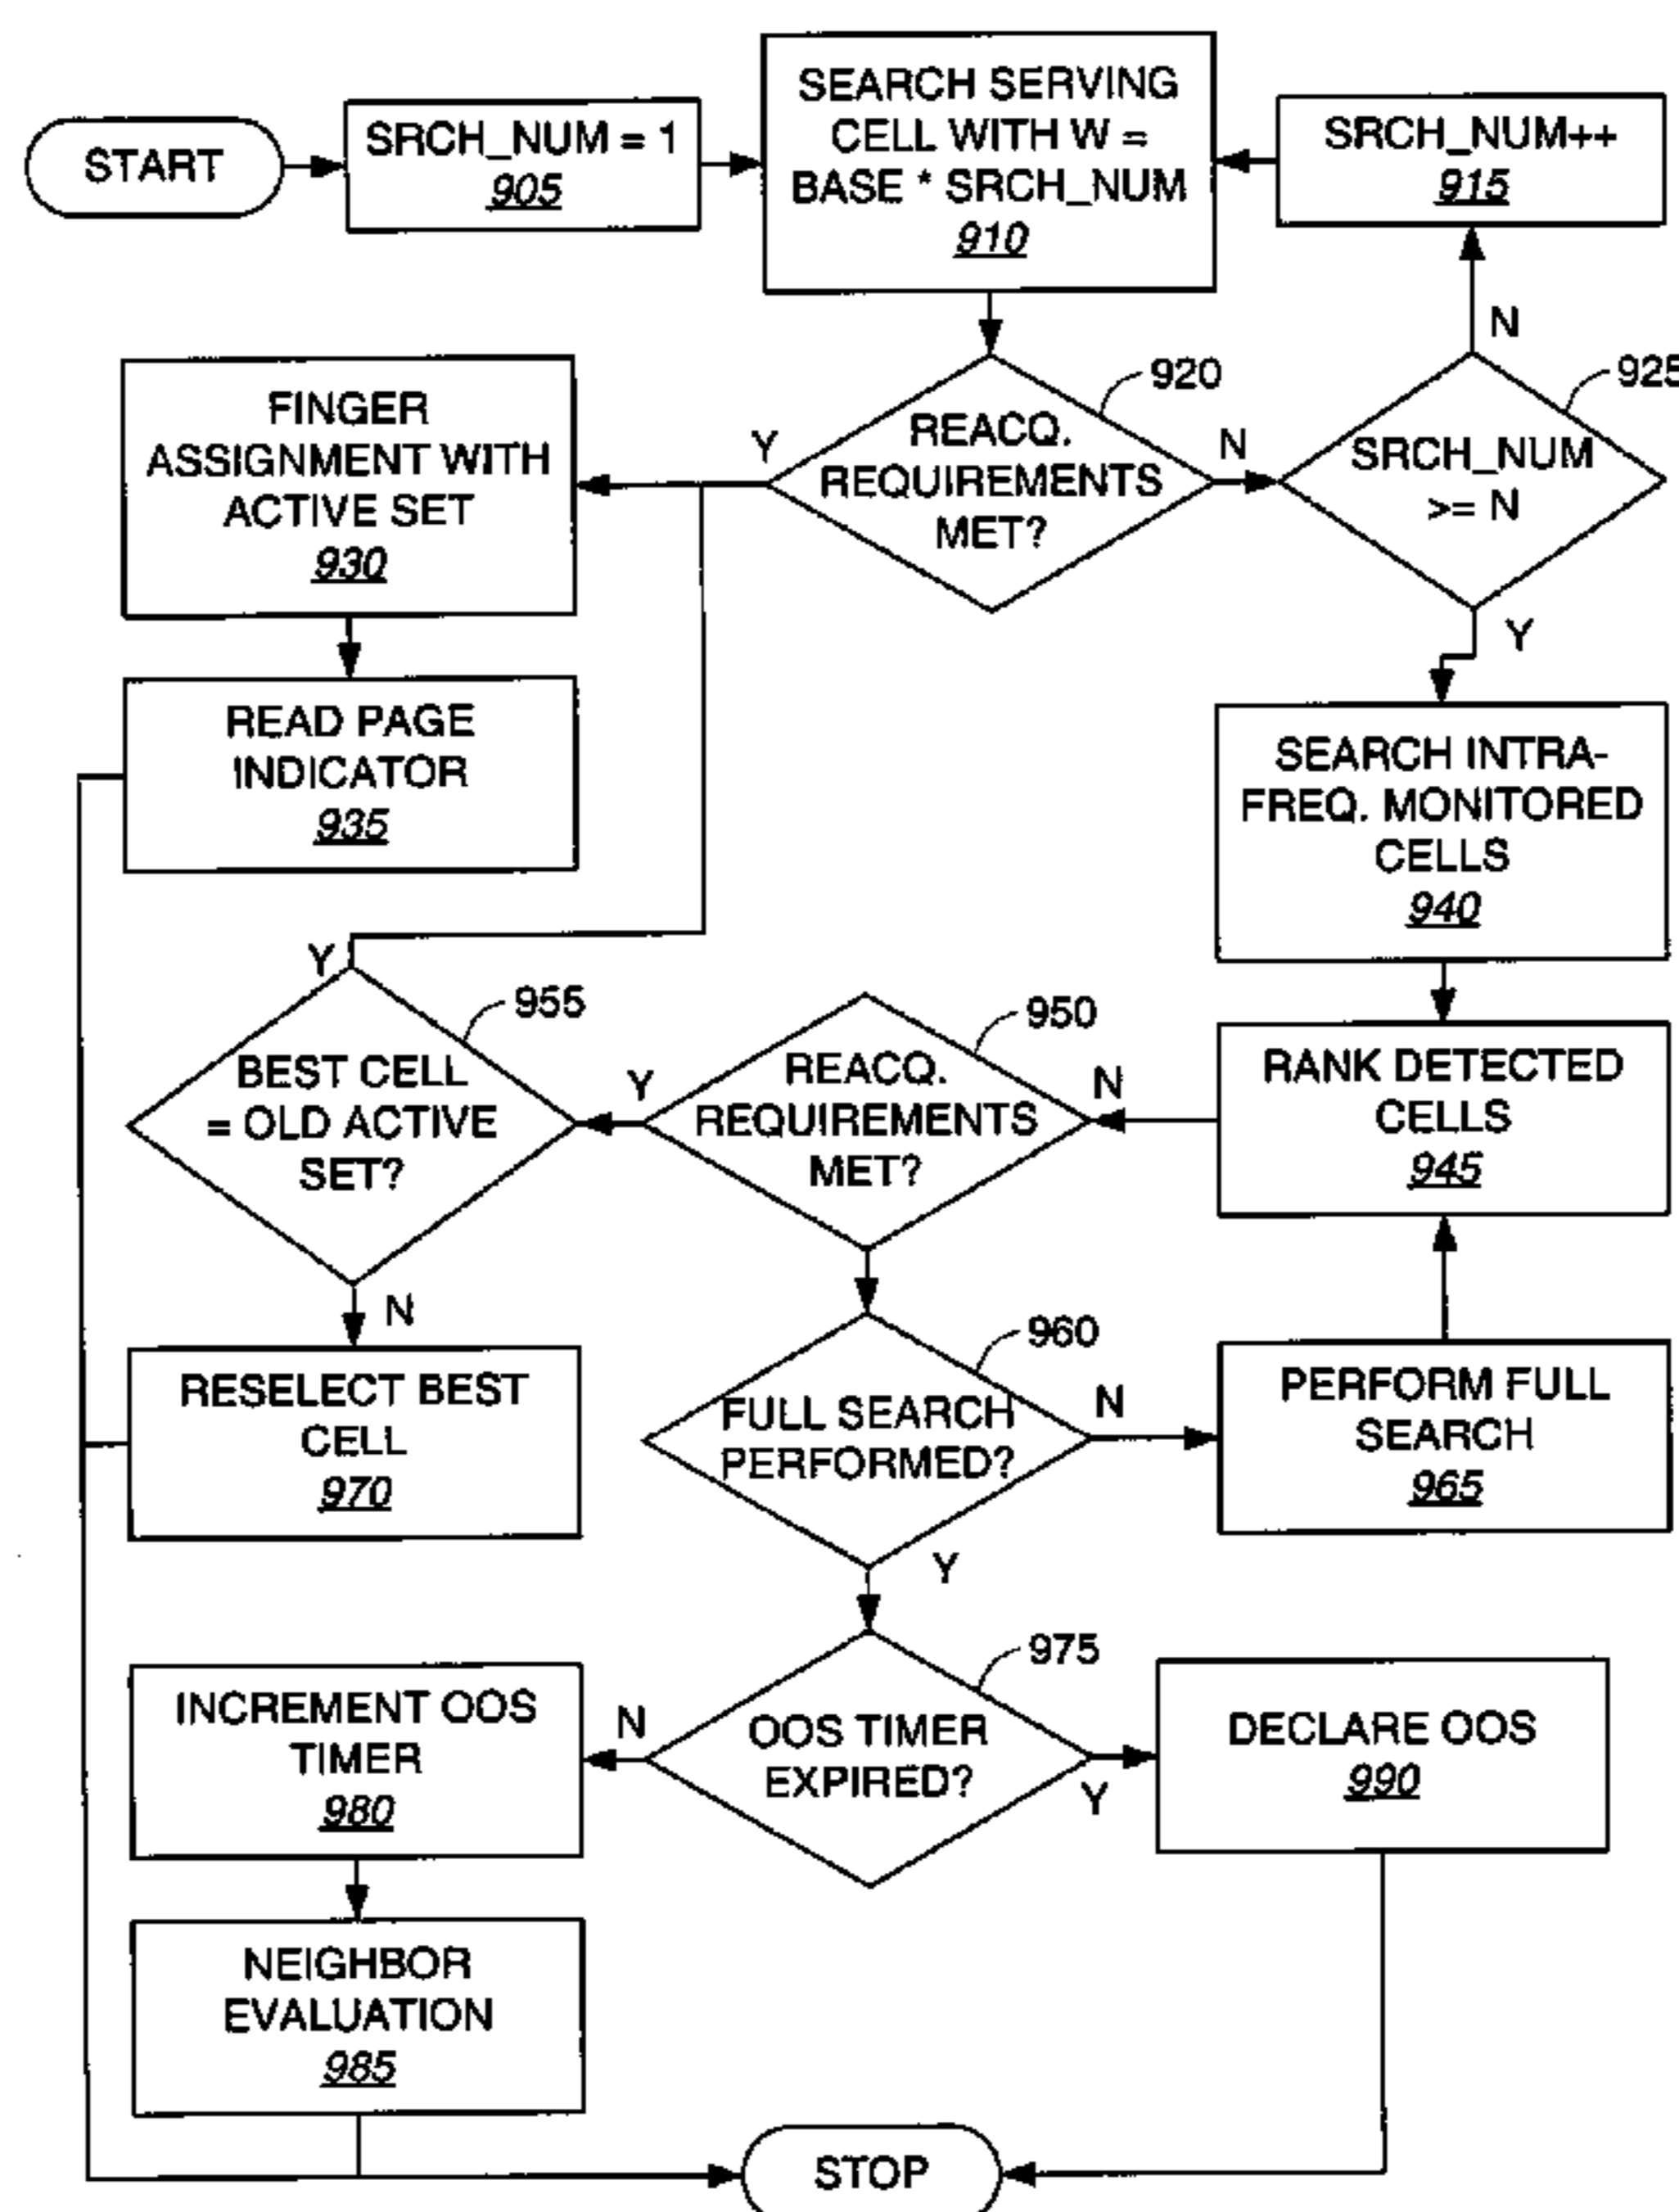 START
SRCH_NUM = 1
905
SEARCH SERVING
CELL WITH W =
BASE * SRCH_NUM
910
SRCH_NUM++
915
N
FINGER
ASSIGNMENT WITH
ACTIVE SET
930
Y
REACQ.
REQUIREMENTS
MET?
920
N
SRCH_NUM
>= N
925
Y
READ PAGE
INDICATOR
935
SEARCH INTRA-
FREQ. MONITORED
CELLS
940
Y
BEST CELL
= OLD ACTIVE
SET?
955
Y
REACQ.
REQUIREMENTS
MET?
950
N
RANK DETECTED
CELLS
945
N
RESELECT BEST
CELL
970
FULL SEARCH
PERFORMED?
960
N
PERFORM FULL
SEARCH
965
Y
INCREMENT OOS
TIMER
980
N
OOS TIMER
EXPIRED?
975
Y
DECLARE OOS
990
NEIGHBOR
EVALUATION
985
STOP